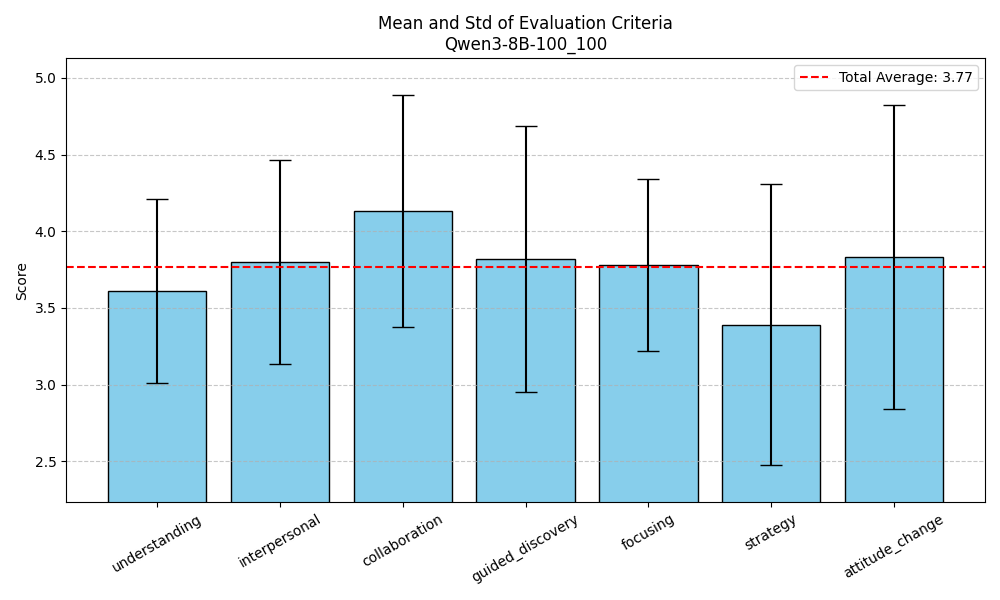 Mean and Std of Evaluation Criteria
Qwen3-8B-100_100
Total Average: 3.77
Score
5.0
4.5
4.0
3.5
3.0
2.5
understanding
interpersonal
collaboration
guided_discovery
focusing
strategy
attitude_change